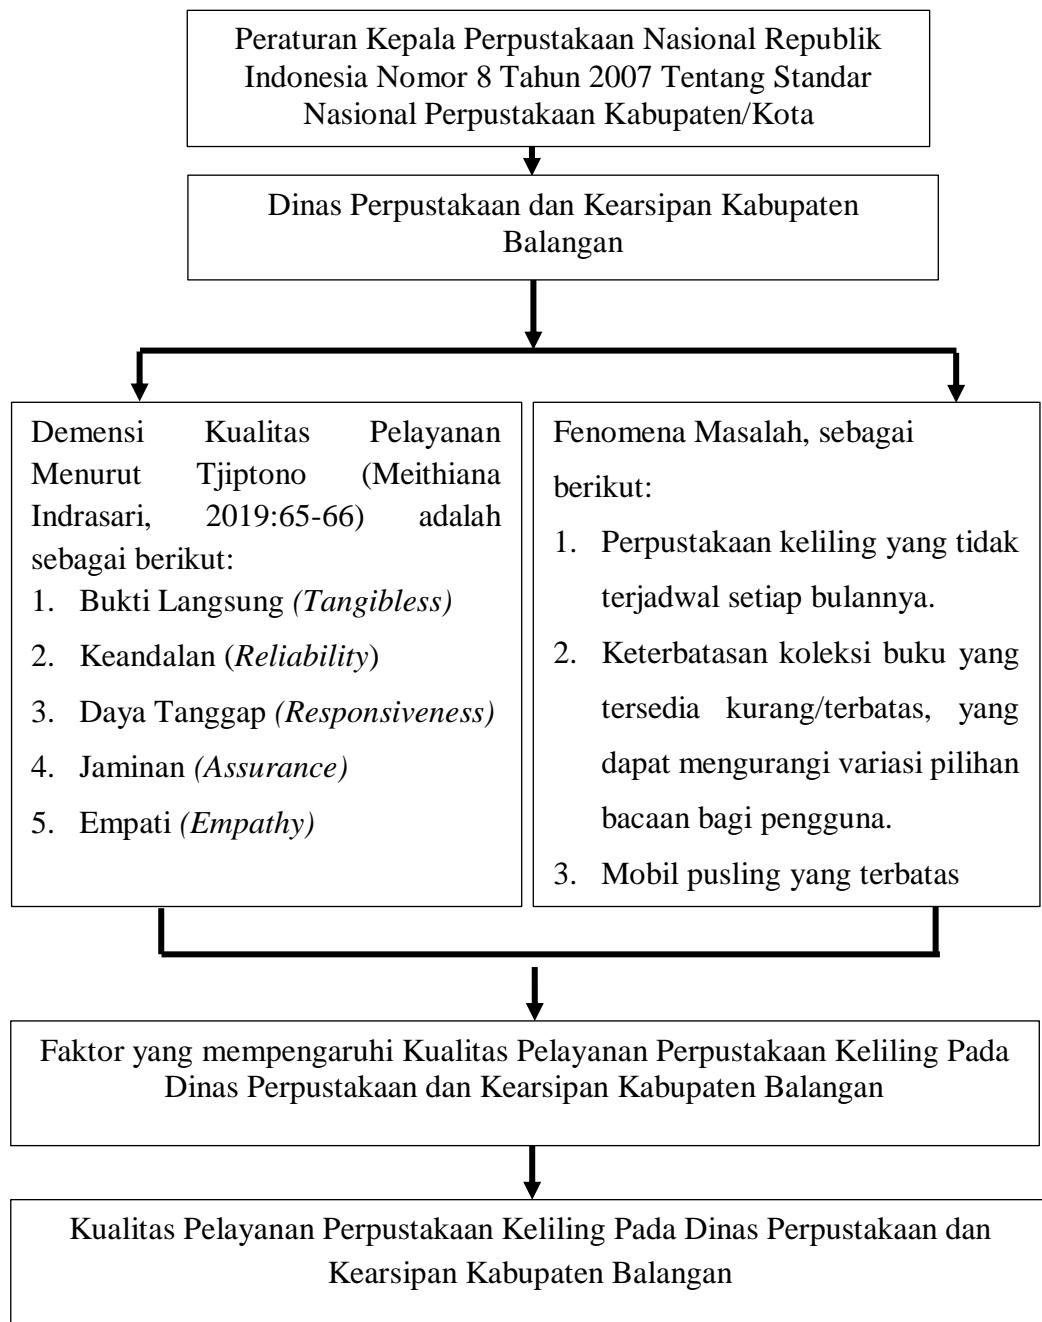 Peraturan Kepala Perpustakaan Nasional Republik
Indonesia Nomor 8 Tahun 2007 Tentang Standar
Nasional Perpustakaan Kabupaten/Kota
Dinas Perpustakaan dan Kearsipan Kabupaten
Balangan
Demensi Kualitas Pelayanan
Menurut Tjiptono (Meithiana
Indrasari, 2019:65-66) adalah
sebagai berikut:
1. Bukti Langsung (Tangibless)
2. Keandalan (Reliability)
3. Daya Tanggap (Responsiveness)
4. Jaminan (Assurance)
5. Empati (Empathy)
Fenomena Masalah, sebagai
berikut:
1. Perpustakaan keliling yang tidak
terjadwal setiap bulannya.
2. Keterbatasan koleksi buku yang
tersedia kurang/terbatas, yang
dapat mengurangi variasi pilihan
bacaan bagi pengguna.
3. Mobil pusling yang terbatas
Faktor yang mempengaruhi Kualitas Pelayanan Perpustakaan Keliling Pada
Dinas Perpustakaan dan Kearsipan Kabupaten Balangan
Kualitas Pelayanan Perpustakaan Keliling Pada Dinas Perpustakaan dan
Kearsipan Kabupaten Balangan